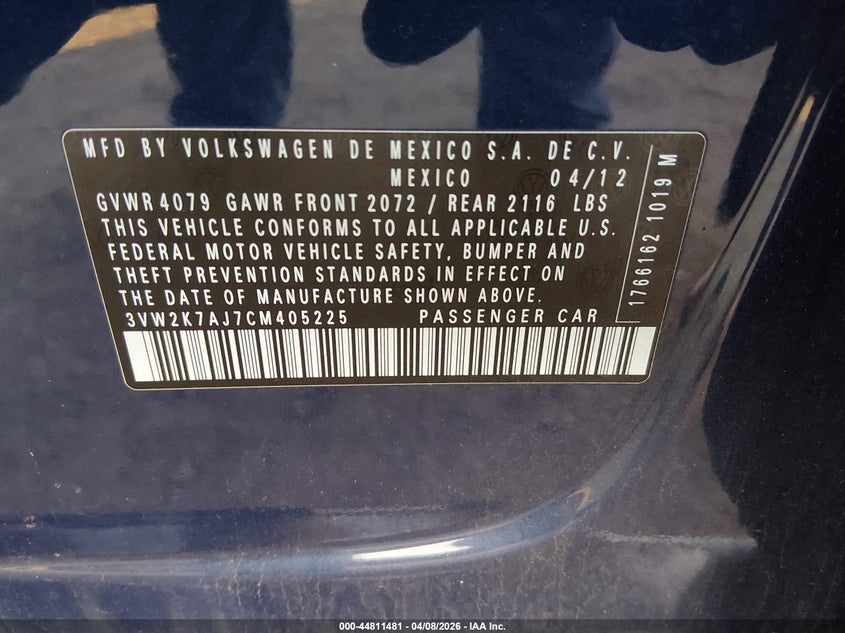 MFD BY VOLKSWAGEN DE MEXICO S.A. DE C.V.
MEXICO 04/12
GVWR 4079 GAWR FRONT 2072 / REAR 2116 LBS
THIS VEHICLE CONFORMS TO ALL APPLICABLE U.S.
FEDERAL MOTOR VEHICLE SAFETY, BUMPER AND
THEFT PREVENTION STANDARDS IN EFFECT ON
THE DATE OF MANUFACTURE SHOWN ABOVE.
3VW2K7AJ7CM405225 PASSENGER CAR
1766162 1019 M
000-44811481 | 04/08/2026 - IAA Inc.